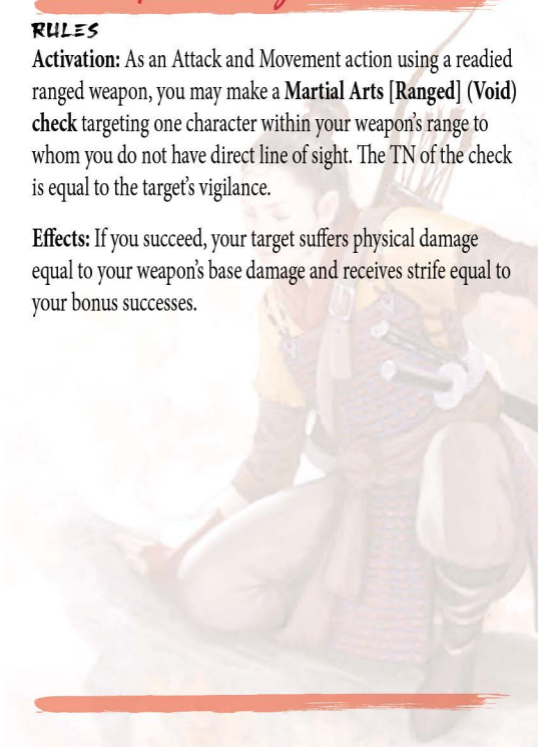 RULES
Activation: As an Attack and Movement action using a readied
ranged weapon, you may make a Martial Arts [Ranged] (Void)
check targeting one character within your weapon's range to
whom you do not have direct line of sight. The TN of the check
is equal to the target's vigilance.
Effects: If you succeed, your target suffers physical damage
equal to your weapon's base damage and receives strife equal to
your bonus successes.